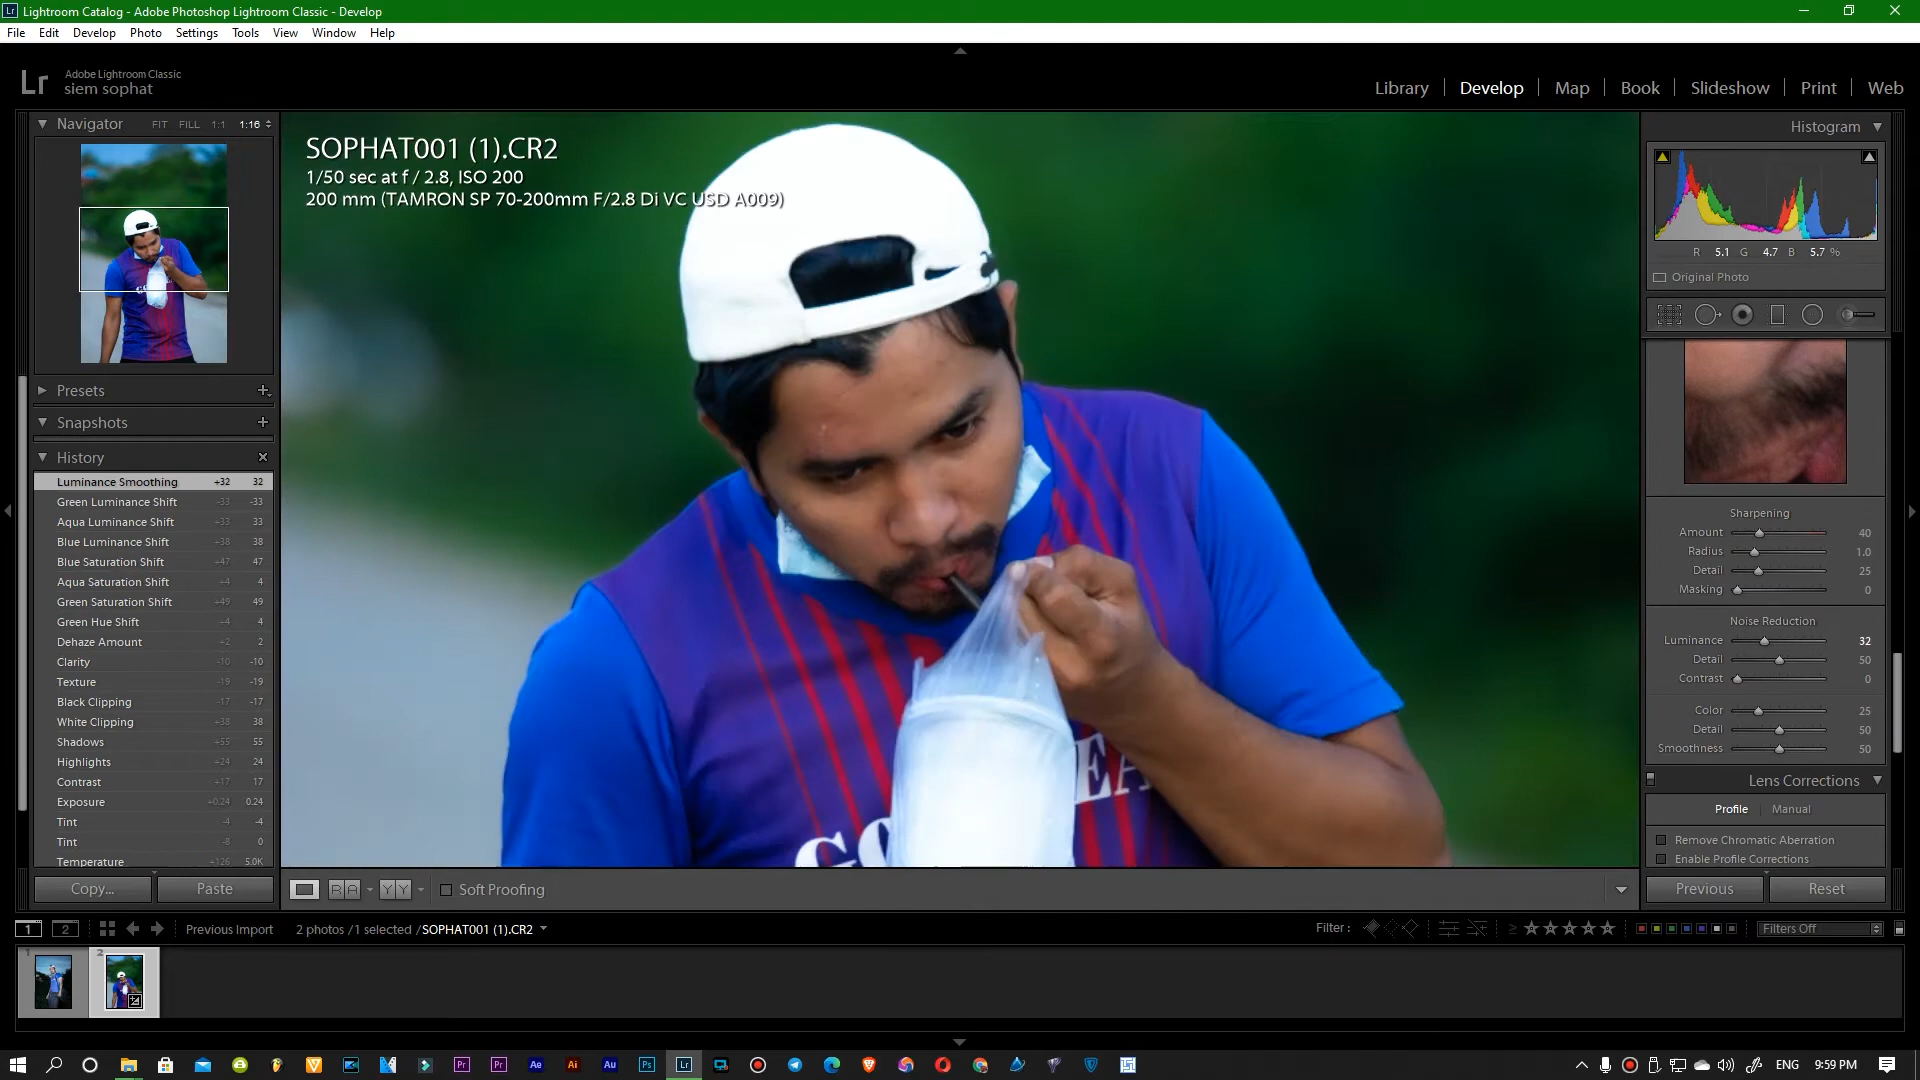 Lightroom Catalog - Adobe Photoshop Lightroom Classic - Develop
File Edit Develop Photo Settings Tools View Window Help
Lr Adobe Lightroom Classic
siem sophat
Library Develop Map Book Slideshow Print Web
Navigator FIT FILL 1:1 1:16
Presets
Snapshots
History
Luminance Smoothing +32 32
Green Luminance Shift -33 -33
Aqua Luminance Shift +33 33
Blue Luminance Shift +38 38
Blue Saturation Shift +47 47
Aqua Saturation Shift +4 4
Green Saturation Shift +49 49
Green Hue Shift +4 4
Dehaze Amount +2 2
Clarity -10 -10
Texture -19 -19
Black Clipping -17 -17
White Clipping +38 38
Shadows +55 55
Highlights +24 24
Contrast +17 17
Exposure +0.24 0.24
Tint -4 -4
Tint -8 0
Temperature +126 5.0K
Copy... Paste
SOPHAT001 (1).CR2
1/50 sec at f / 2.8, ISO 200
200 mm (TAMRON SP 70-200mm F/2.8 Di VC USD A009)
Histogram
R 5.1 G 4.7 B 5.7 %
Original Photo
Sharpening
Amount 40
Radius 1.0
Detail 25
Masking 0
Noise Reduction
Luminance 32
Detail 50
Contrast 0
Color 25
Detail 50
Smoothness 50
Lens Corrections
Profile Manual
Remove Chromatic Aberration
Enable Profile Corrections
Previous Reset
R A Y Y Soft Proofing
1 2 Previous Import 2 photos / 1 selected / SOPHAT001 (1).CR2 Filter : ≥ Filters Off
1 2
Pr Pr Ae Ai Au Ps Lr ENG 9:59 PM